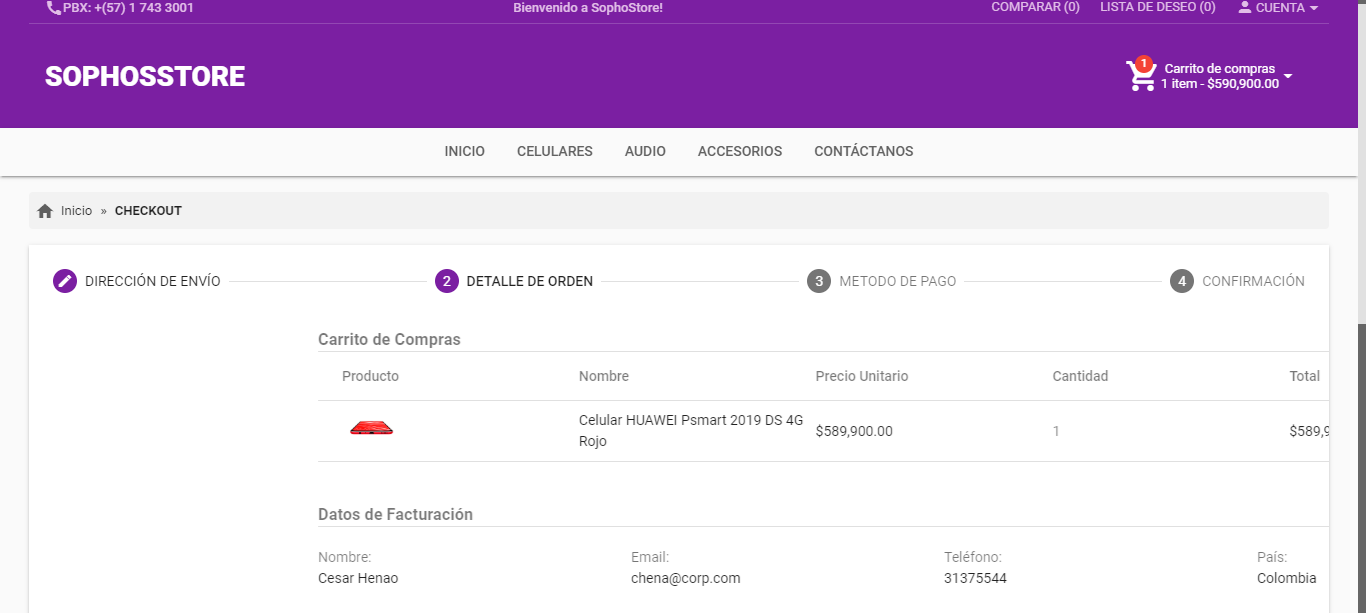 PBX: +(57) 1 743 3001
Bienvenido a SophoStore!
COMPARAR (0)
LISTA DE DESEO (0)
CUENTA
SOPHOSSTORE
1
Carrito de compras
1 item - $590,900.00
INICIO
CELULARES
AUDIO
ACCESORIOS
CONTÁCTANOS
Inicio » CHECKOUT
DIRECCIÓN DE ENVÍO
2 DETALLE DE ORDEN
3 METODO DE PAGO
4 CONFIRMACIÓN
Carrito de Compras
Producto
Nombre
Precio Unitario
Cantidad
Total
Celular HUAWEI Psmart 2019 DS 4G
Rojo
$589,900.00
1
Datos de Facturación
Nombre:
Cesar Henao
Email:
chena@corp.com
Teléfono:
31375544
País:
Colombia